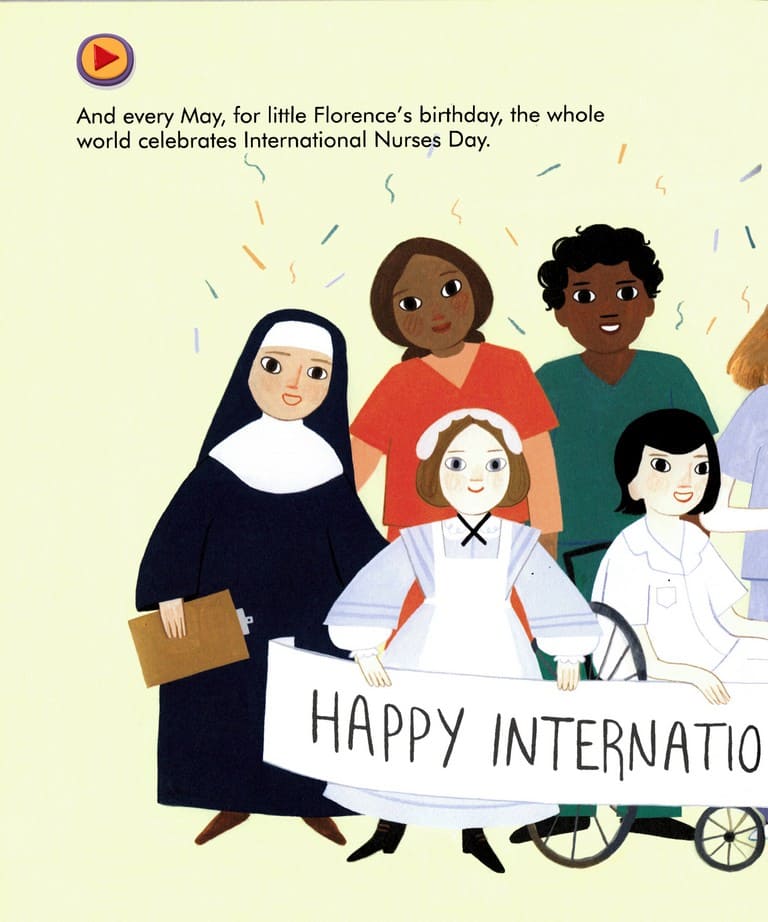 And every May, for little Florence's birthday, the whole
world celebrates International Nurses Day.
HAPPY INTERNATIO